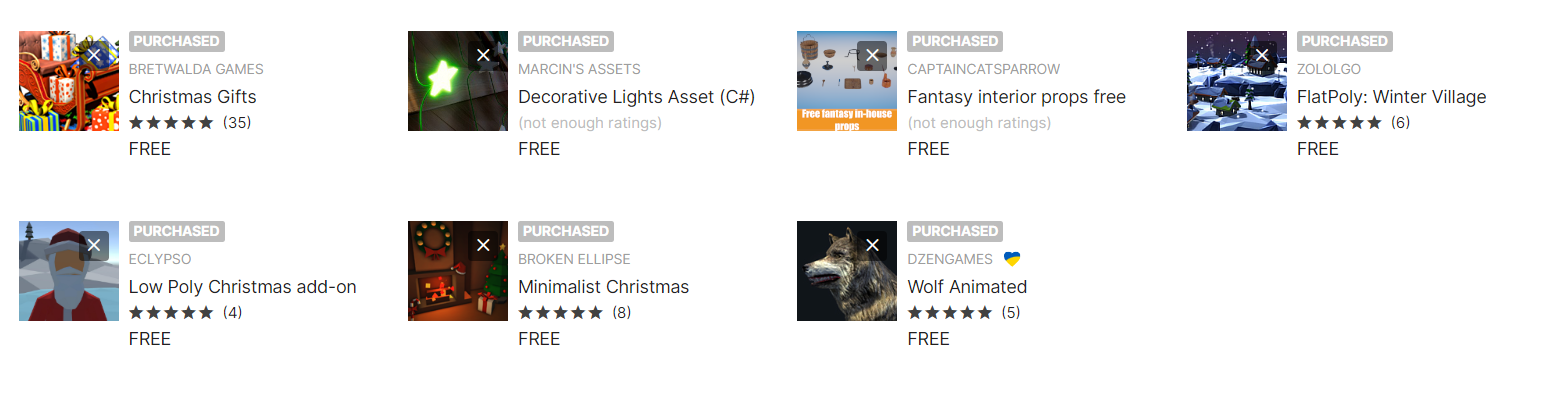 PURCHASED
BRETWALDA GAMES
Christmas Gifts
(35)
FREE
PURCHASED
MARCIN'S ASSETS
Decorative Lights Asset (C#)
(not enough ratings)
FREE
Free fantasy in-house
props
PURCHASED
CAPTAINCATSPARROW
Fantasy interior props free
(not enough ratings)
FREE
PURCHASED
ZOLOLGO
FlatPoly: Winter Village
(6)
FREE
PURCHASED
ECLYPSO
Low Poly Christmas add-on
(4)
FREE
PURCHASED
BROKEN ELLIPSE
Minimalist Christmas
(8)
FREE
PURCHASED
DZENGAMES
Wolf Animated
(5)
FREE